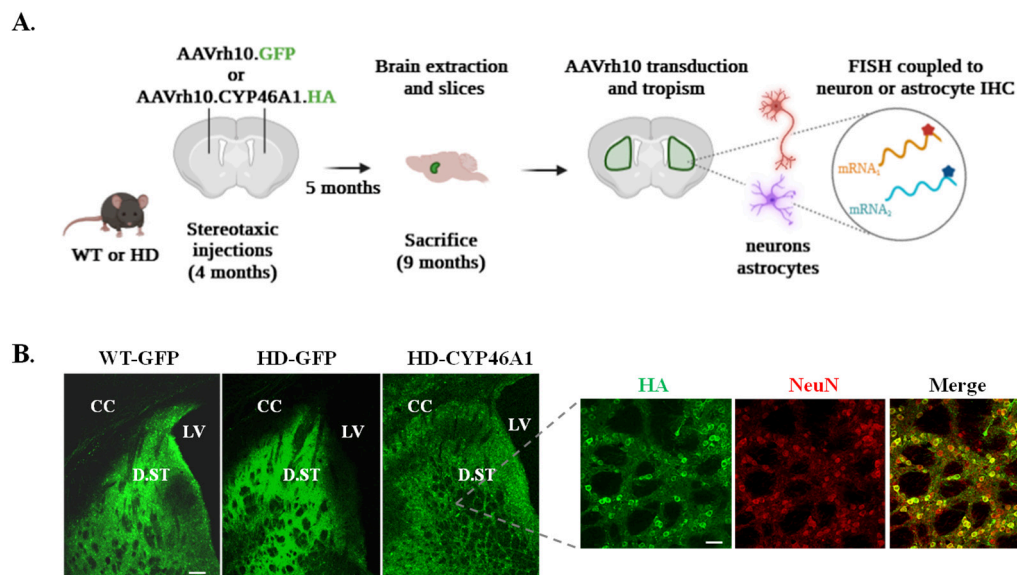 A.
AAVrh10.GFP
or
AAVrh10.CYP46A1.HA
WT or HD
Stereotaxic
injections
(4 months)
5 months
Brain extraction
and slices
Sacrifice
(9 months)
AAVrh10 transduction
and tropism
neurons
astrocytes
FISH coupled to
neuron or astrocyte IHC
mRNA₁
mRNA₂
B.
WT-GFP
CC
LV
D.ST
HD-GFP
CC
LV
D.ST
HD-CYP46A1
CC
LV
D.ST
HA
NeuN
Merge